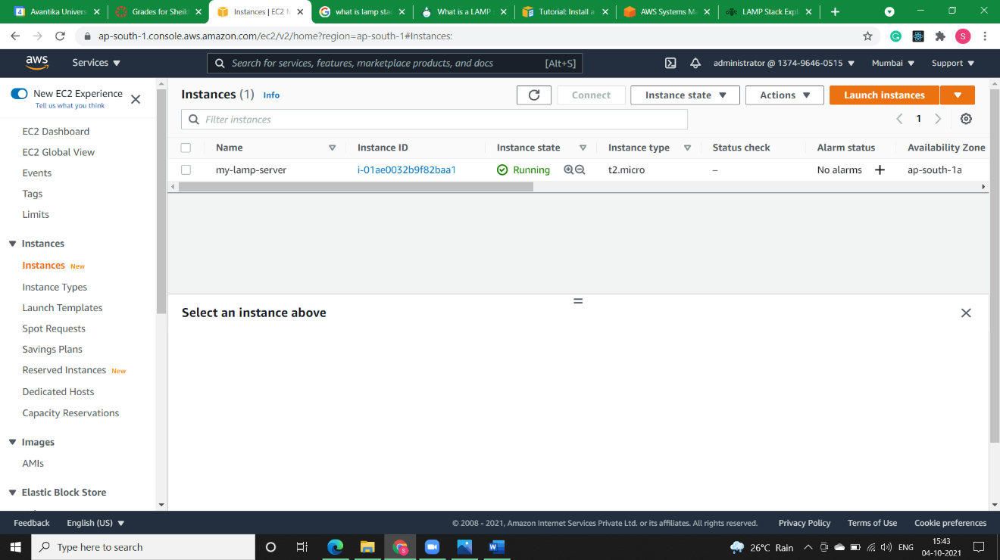 Avantika Univers
Grades for Sheik
Instances | EC2 M
what is lamp sta
What is a LAMP
Tutorial: Install a
AWS Systems Ma
LAMP Stack Expl
ap-south-1.console.aws.amazon.com/ec2/v2/home?region=ap-south-1#Instances:
S
aws Services Search for services, features, marketplace products, and docs [Alt+S] administrator @ 1374-9646-0515 Mumbai Support
New EC2 Experience
Tell us what you think
EC2 Dashboard
EC2 Global View
Events
Tags
Limits
Instances
Instances New
Instance Types
Launch Templates
Spot Requests
Savings Plans
Reserved Instances New
Dedicated Hosts
Capacity Reservations
Images
AMIs
Elastic Block Store
Instances (1) Info Connect Instance state Actions Launch instances
Filter instances 1
Name Instance ID Instance state Instance type Status check Alarm status Availability Zone
my-lamp-server i-01ae0032b9f82baa1 Running t2.micro – No alarms + ap-south-1a
Select an instance above
Feedback English (US) © 2008 - 2021, Amazon Internet Services Private Ltd. or its affiliates. All rights reserved. Privacy Policy Terms of Use Cookie preferences
Type here to search 26°C Rain ENG 15:43
04-10-2021